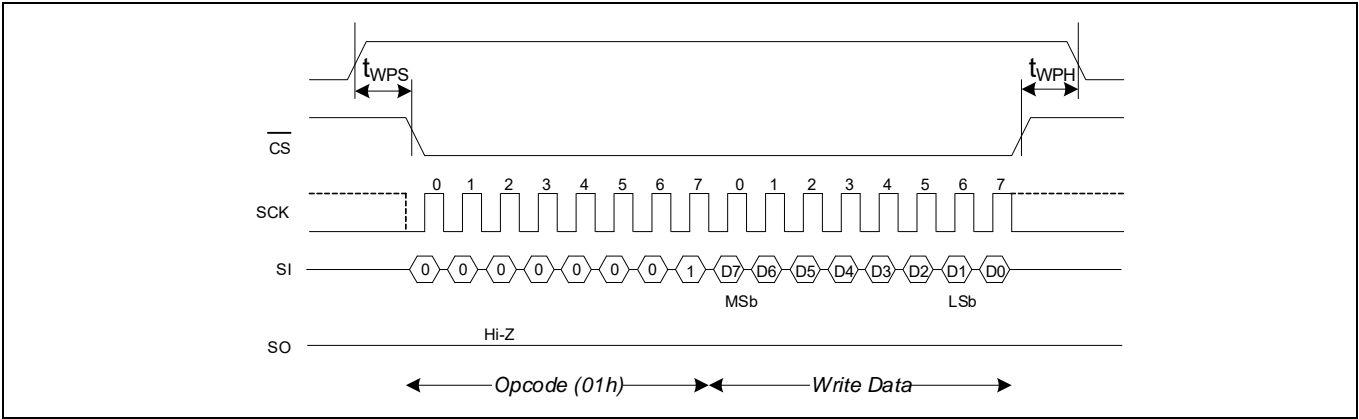 tWPS tWPH
CS
0 1 2 3 4 5 6 7 0 1 2 3 4 5 6 7
SCK
SI 0 0 0 0 0 0 0 1 D7 D6 D5 D4 D3 D2 D1 D0
MSb LSb
Hi-Z
SO
Opcode (01h) Write Data